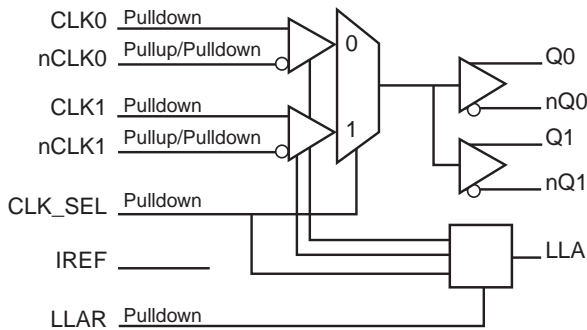 CLK0 Pulldown
nCLK0 Pullup/Pulldown
CLK1 Pulldown
nCLK1 Pullup/Pulldown
CLK_SEL Pulldown
IREF
LLAR Pulldown
0
1
Q0
nQ0
Q1
nQ1
LLA